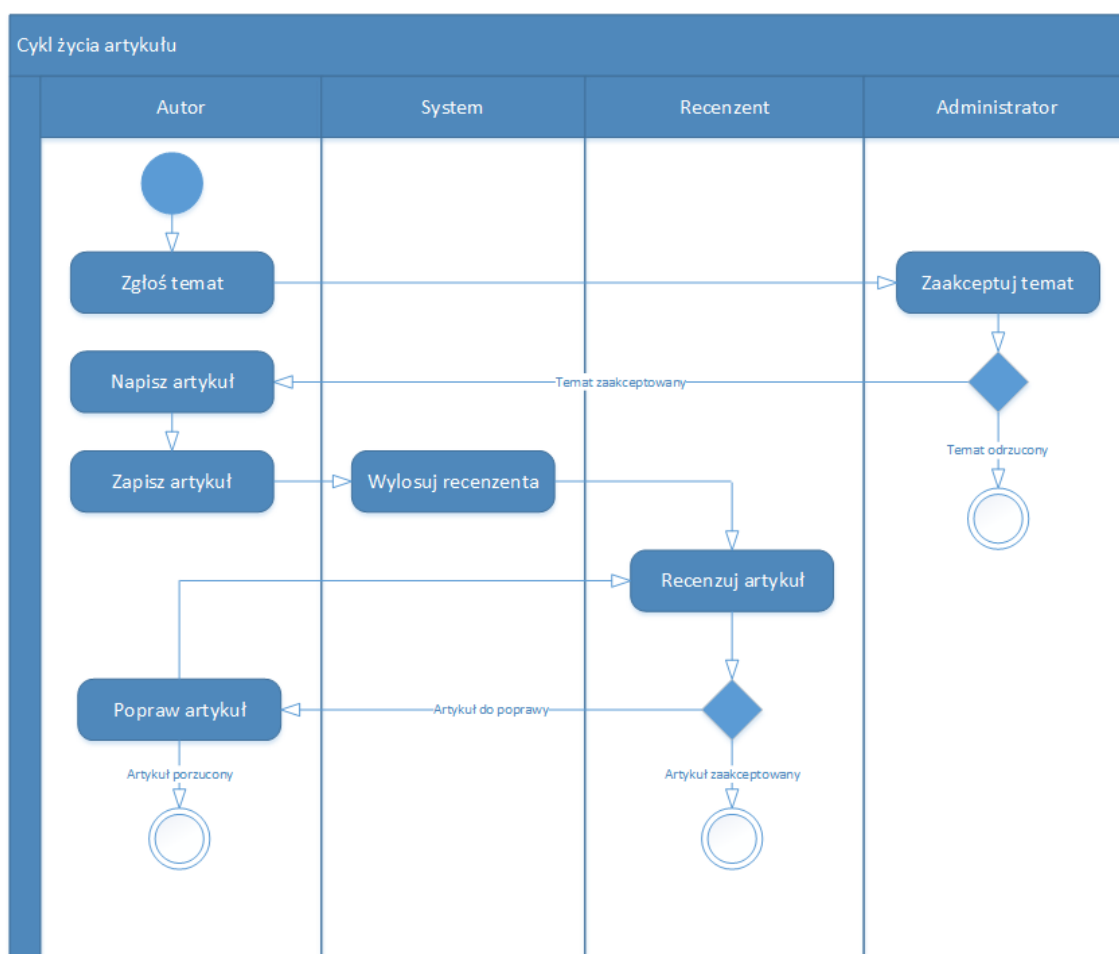 Cykl życia artykułu
Autor
System
Recenzent
Administrator
Zgłoś temat
Zaakceptuj temat
Napisz artykuł
Temat zaakceptowany
Temat odrzucony
Zapisz artykuł
Wylosuj recenzenta
Recenzuj artykuł
Popraw artykuł
Artykuł do poprawy
Artykuł porzucony
Artykuł zaakceptowany